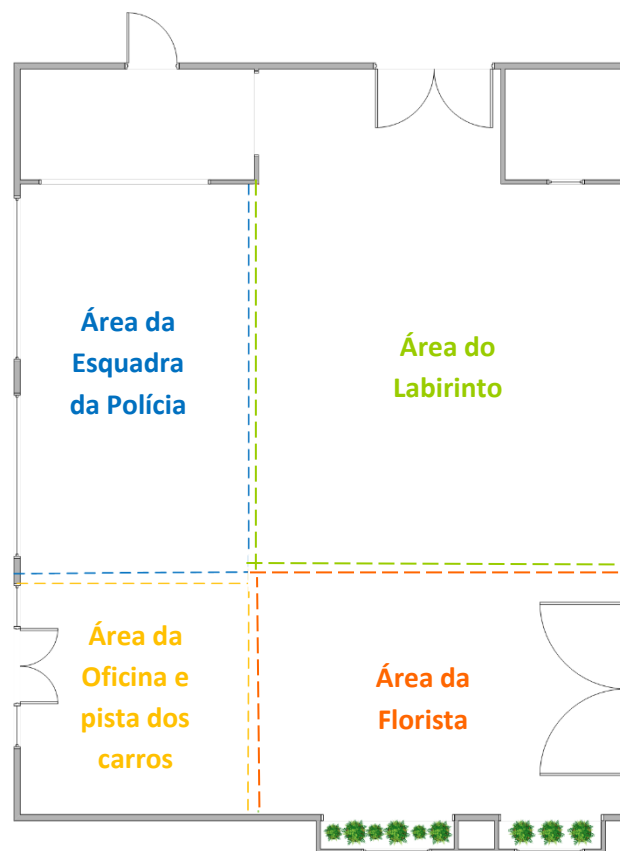 Área da
Esquadra
da Polícia
Área do
Labirinto
Área da
Oficina e
pista dos
carros
Área da
Florista